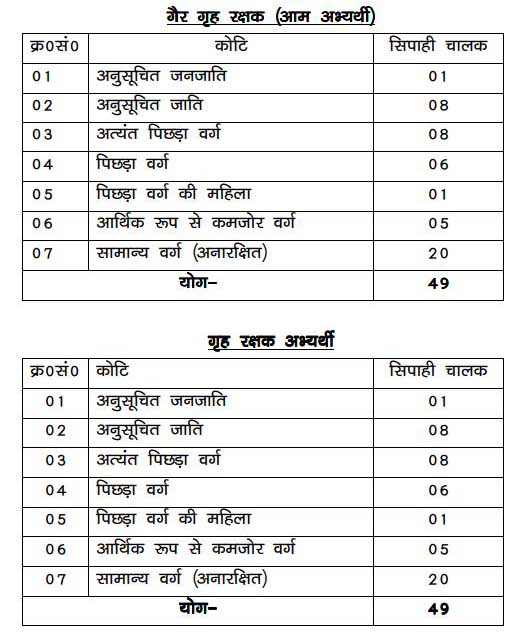 गैर गृह रक्षक (आम अभ्यर्थी)
क्र0सं0 कोटि सिपाही चालक
01 अनुसूचित जनजाति 01
02 अनुसूचित जाति 08
03 अत्यंत पिछड़ा वर्ग 08
04 पिछड़ा वर्ग 06
05 पिछड़ा वर्ग की महिला 01
06 आर्थिक रूप से कमजोर वर्ग 05
07 सामान्य वर्ग (अनारक्षित) 20
योग- 49
गृह रक्षक अभ्यर्थी
क्र0सं0 कोटि सिपाही चालक
01 अनुसूचित जनजाति 01
02 अनुसूचित जाति 08
03 अत्यंत पिछड़ा वर्ग 08
04 पिछड़ा वर्ग 06
05 पिछड़ा वर्ग की महिला 01
06 आर्थिक रूप से कमजोर वर्ग 05
07 सामान्य वर्ग (अनारक्षित) 20
योग- 49